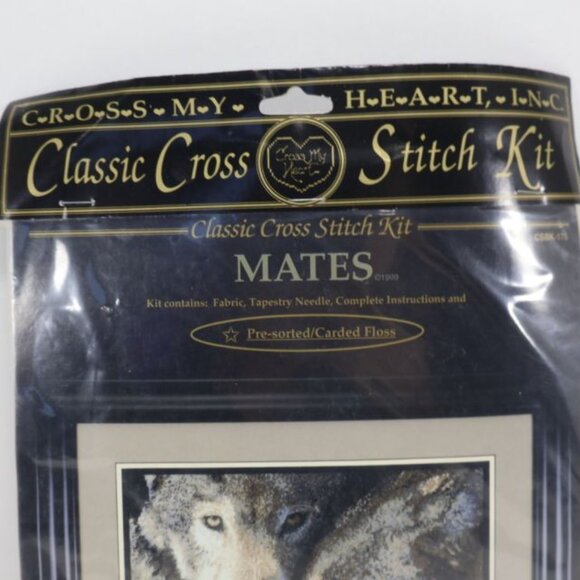 C♥R♥O♥S♥S♥ ♥M♥Y♥ H♥E♥A♥R♥T, ♥I♥N♥C.
Classic Cross Stitch Kit
Cross My
Heart
Classic Cross Stitch Kit
MATES
Kit contains: Fabric, Tapestry Needle, Complete Instructions and
☆ Pre-sorted/Carded Floss